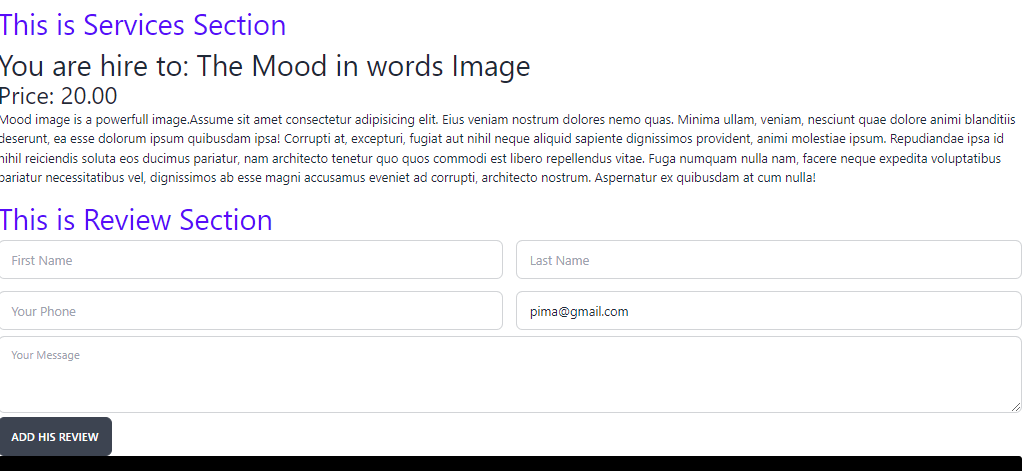 This is Services Section
You are hire to: The Mood in words Image
Price: 20.00
Mood image is a powerfull image.Assume sit amet consectetur adipisicing elit. Eius veniam nostrum dolores nemo quas. Minima ullam, veniam, nesciunt quae dolore animi blanditiis
deserunt, ea esse dolorum ipsum quibusdam ipsa! Corrupti at, excepturi, fugiat aut nihil neque aliquid sapiente dignissimos provident, animi molestiae ipsum. Repudiandae ipsa id
nihil reiciendis soluta eos ducimus pariatur, nam architecto tenetur quo quos commodi est libero repellendus vitae. Fuga numquam nulla nam, facere neque expedita voluptatibus
pariatur necessitatibus vel, dignissimos ab esse magni accusamus eveniet ad corrupti, architecto nostrum. Aspernatur ex quibusdam at cum nulla!
This is Review Section
First Name
Last Name
Your Phone
pima@gmail.com
Your Message
ADD HIS REVIEW